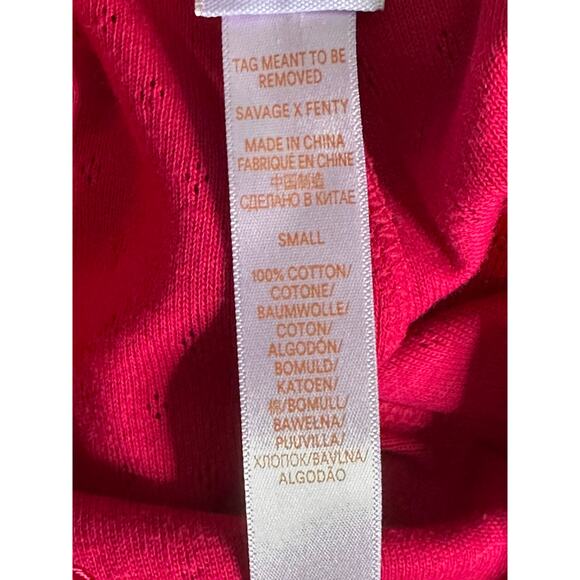 TAG MEANT TO BE
REMOVED
SAVAGE X FENTY
MADE IN CHINA
FABRIQUÉ EN CHINE
中国制造
СДЕЛАНО В КИТАЕ
SMALL
100% COTTON/
COTONE/
BAUMWOLLE/
COTON/
ALGODÓN/
BOMULD/
KATOEN/
棉/BOMULL/
BAWEŁNA/
PUUVILLA/
ХЛОПОК/BAVLNA/
ALGODÃO